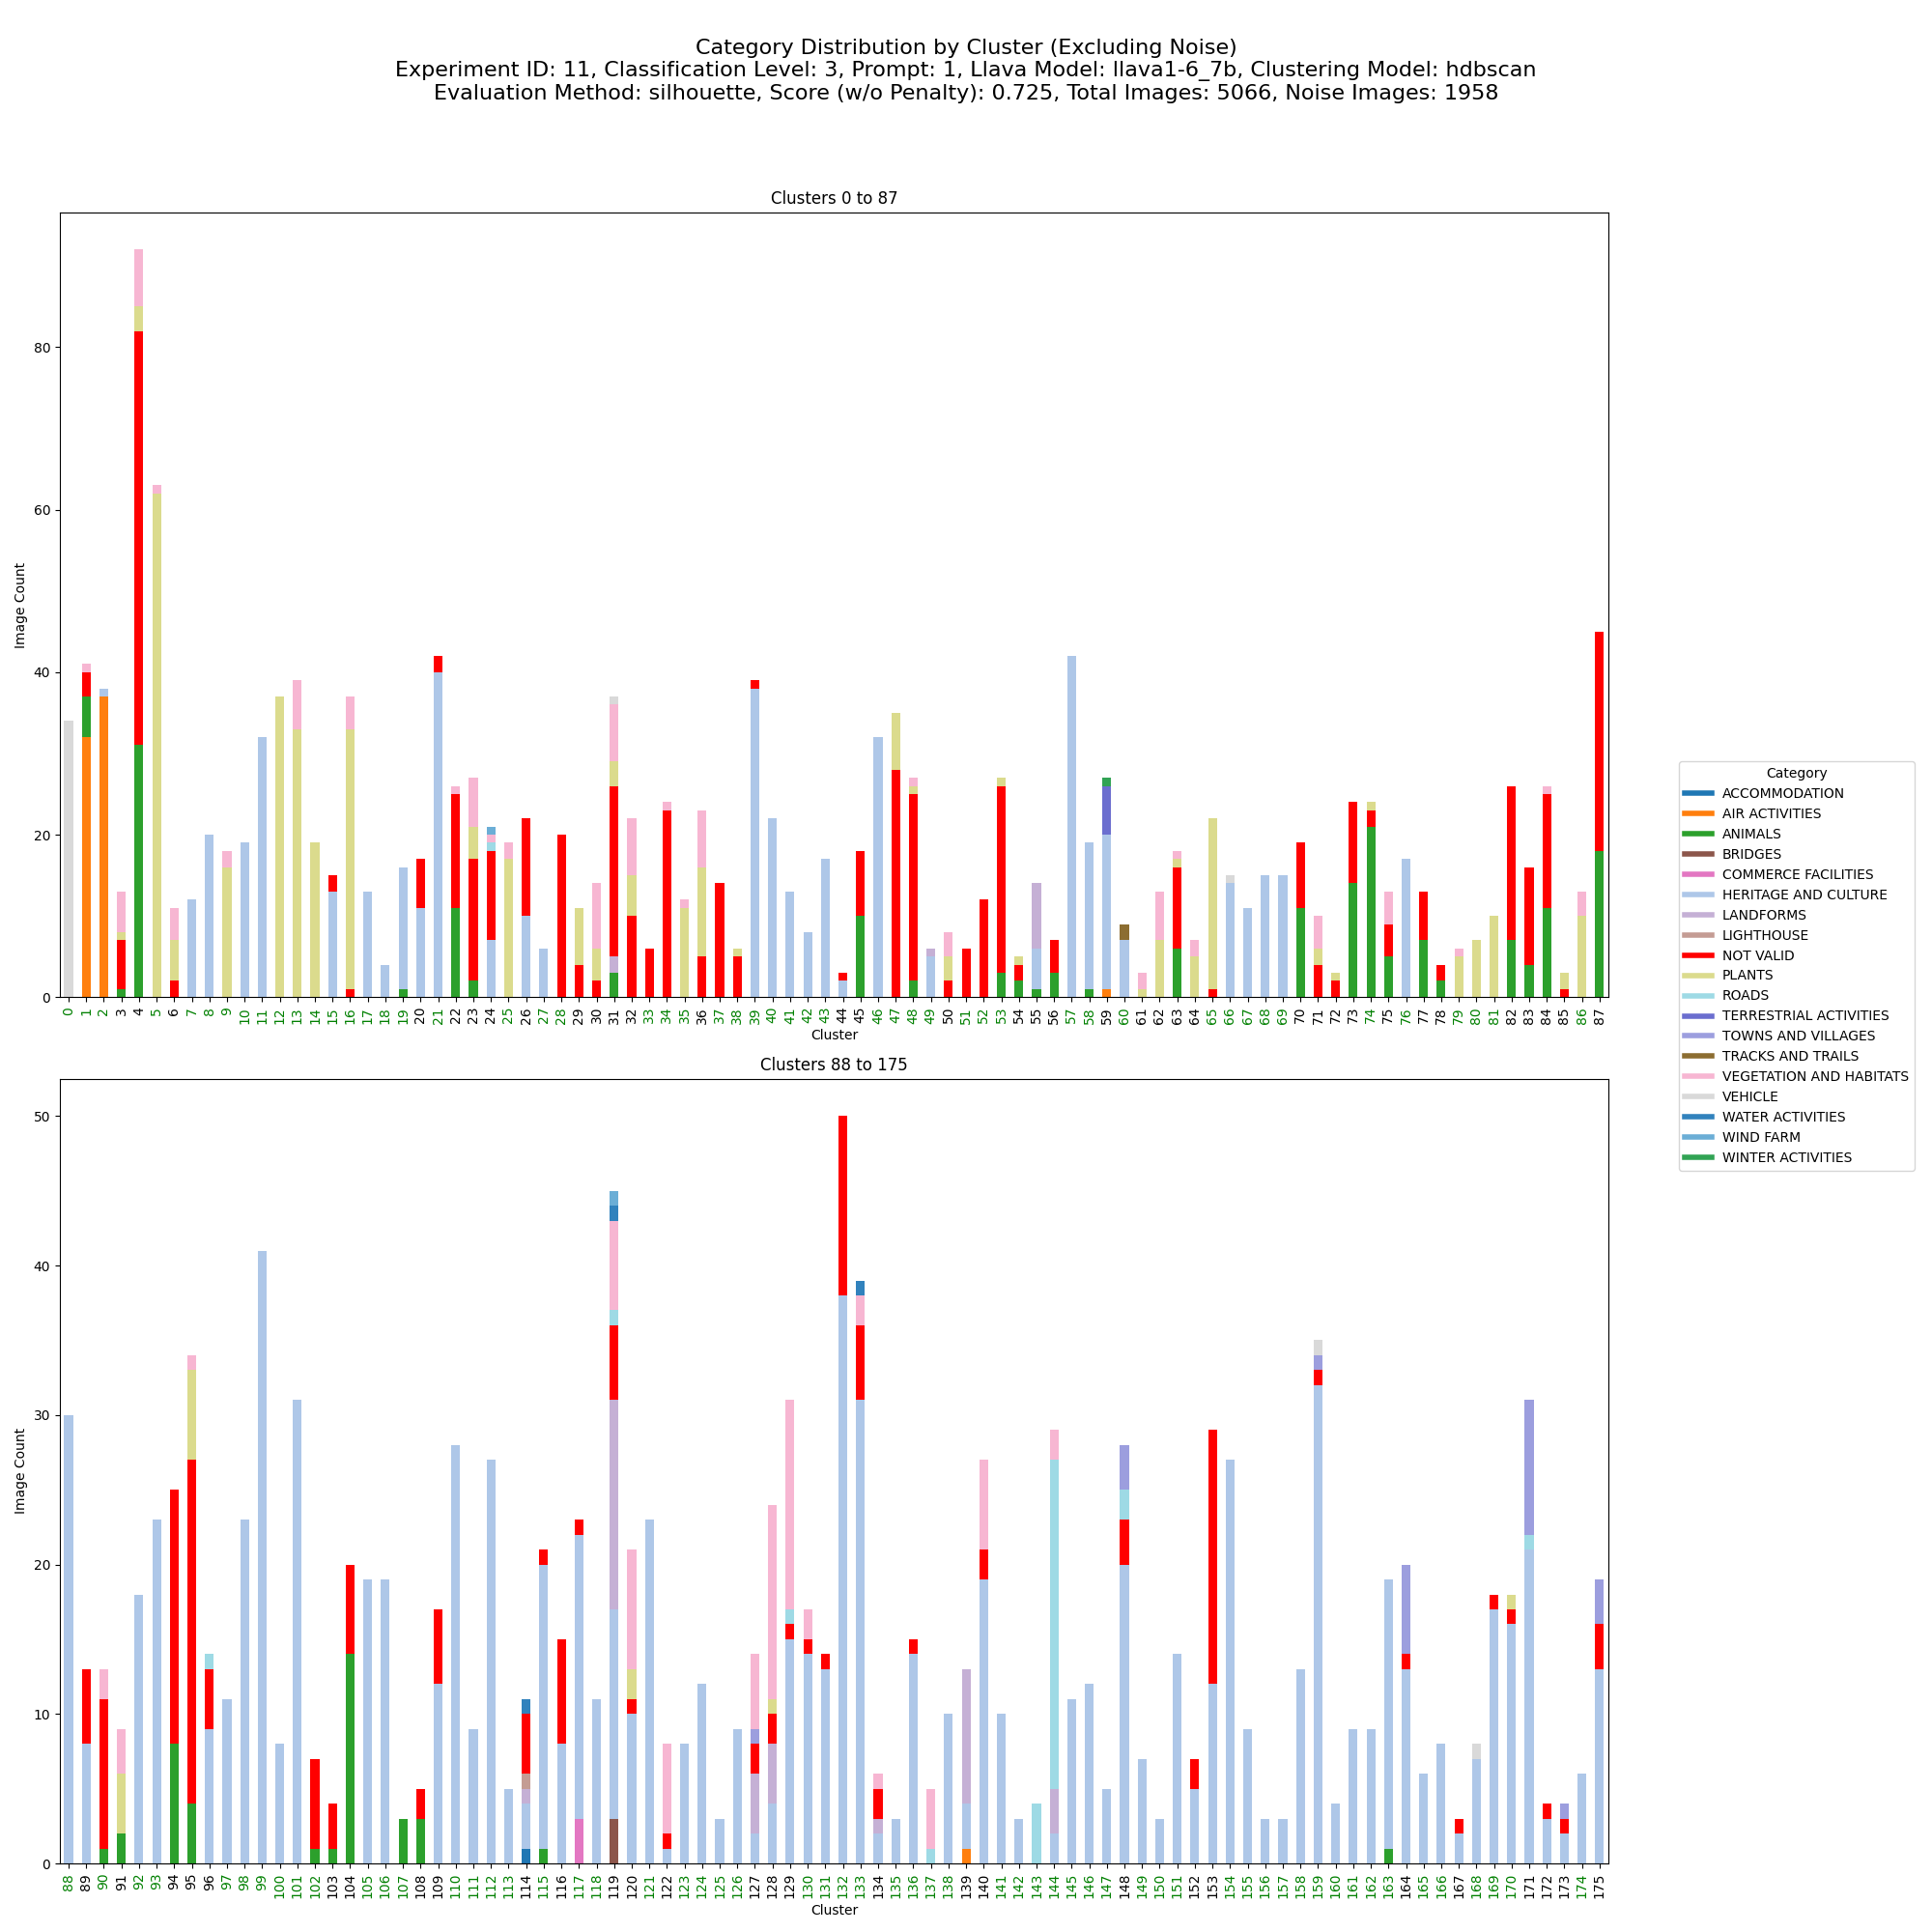 Category Distribution by Cluster (Excluding Noise)
Experiment ID: 11, Classification Level: 3, Prompt: 1, Llava Model: llava1-6_7b, Clustering Model: hdbscan
Evaluation Method: silhouette, Score (w/o Penalty): 0.725, Total Images: 5066, Noise Images: 1958
Clusters 0 to 87
Image Count
80
60
40
20
0
0 1 2 3 4 5 6 7 8 9 10 11 12 13 14 15 16 17 18 19 20 21 22 23 24 25 26 27 28 29 30 31 32 33 34 35 36 37 38 39 40 41 42 43 44 45 46 47 48 49 50 51 52 53 54 55 56 57 58 59 60 61 62 63 64 65 66 67 68 69 70 71 72 73 74 75 76 77 78 79 80 81 82 83 84 85 86 87
Cluster
Category
ACCOMMODATION
AIR ACTIVITIES
ANIMALS
BRIDGES
COMMERCE FACILITIES
HERITAGE AND CULTURE
LANDFORMS
LIGHTHOUSE
NOT VALID
PLANTS
ROADS
TERRESTRIAL ACTIVITIES
TOWNS AND VILLAGES
TRACKS AND TRAILS
VEGETATION AND HABITATS
VEHICLE
WATER ACTIVITIES
WIND FARM
WINTER ACTIVITIES
Clusters 88 to 175
Image Count
50
40
30
20
10
0
88 89 90 91 92 93 94 95 96 97 98 99 100 101 102 103 104 105 106 107 108 109 110 111 112 113 114 115 116 117 118 119 120 121 122 123 124 125 126 127 128 129 130 131 132 133 134 135 136 137 138 139 140 141 142 143 144 145 146 147 148 149 150 151 152 153 154 155 156 157 158 159 160 161 162 163 164 165 166 167 168 169 170 171 172 173 174 175
Cluster